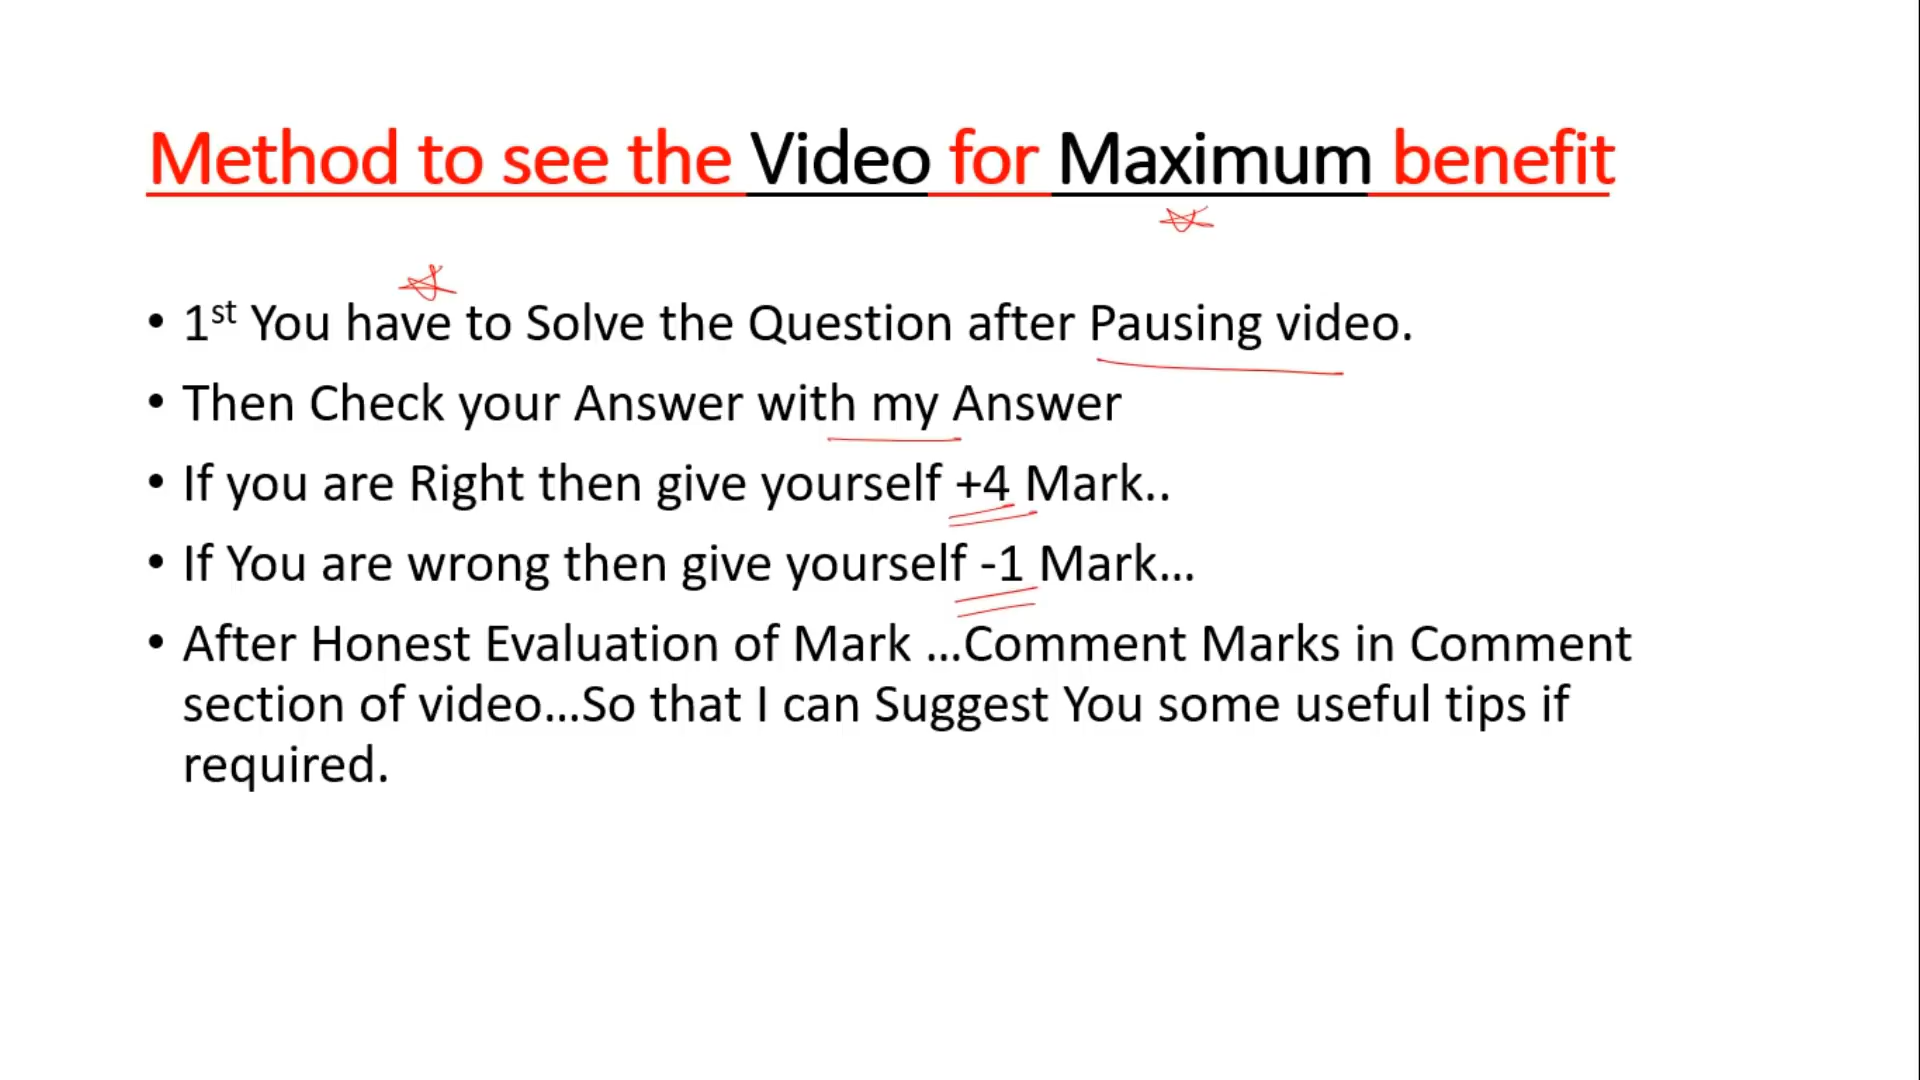 Method to see the Video for Maximum benefit
• 1st You have to Solve the Question after Pausing video.
• Then Check your Answer with my Answer
• If you are Right then give yourself +4 Mark..
• If You are wrong then give yourself -1 Mark...
• After Honest Evaluation of Mark ...Comment Marks in Comment
section of video...So that I can Suggest You some useful tips if
required.